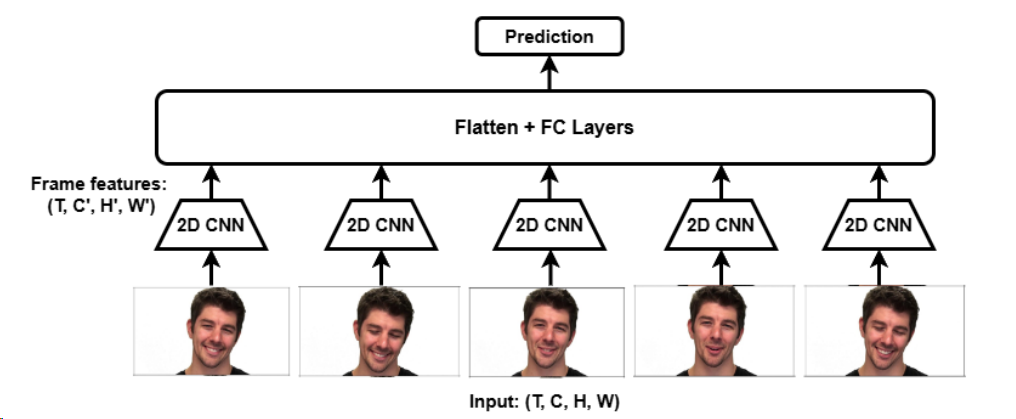 Prediction
Flatten + FC Layers
Frame features:
(T, C', H', W')
2D CNN
2D CNN
2D CNN
2D CNN
2D CNN
Input: (T, C, H, W)